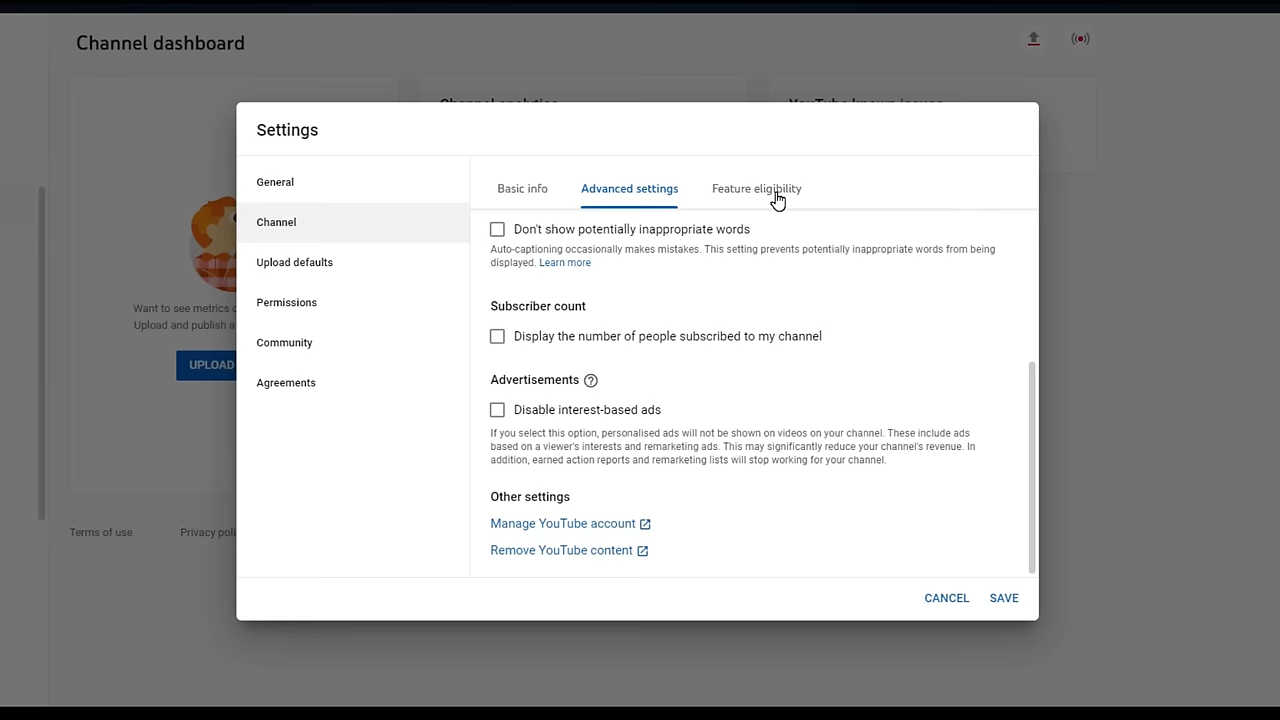 Channel dashboard
Settings
General
Channel
Upload defaults
Permissions
Community
Agreements
Basic info
Advanced settings
Feature eligibility
Don't show potentially inappropriate words
Auto-captioning occasionally makes mistakes. This setting prevents potentially inappropriate words from being
displayed. Learn more
Subscriber count
Display the number of people subscribed to my channel
Advertisements
Disable interest-based ads
If you select this option, personalised ads will not be shown on videos on your channel. These include ads
based on a viewer's interests and remarketing ads. This may significantly reduce your channel's revenue. In
addition, earned action reports and remarketing lists will stop working for your channel.
Other settings
Manage YouTube account
Remove YouTube content
CANCEL
SAVE
Want to see metrics
Upload and publish a
UPLOAD
Terms of use
Privacy